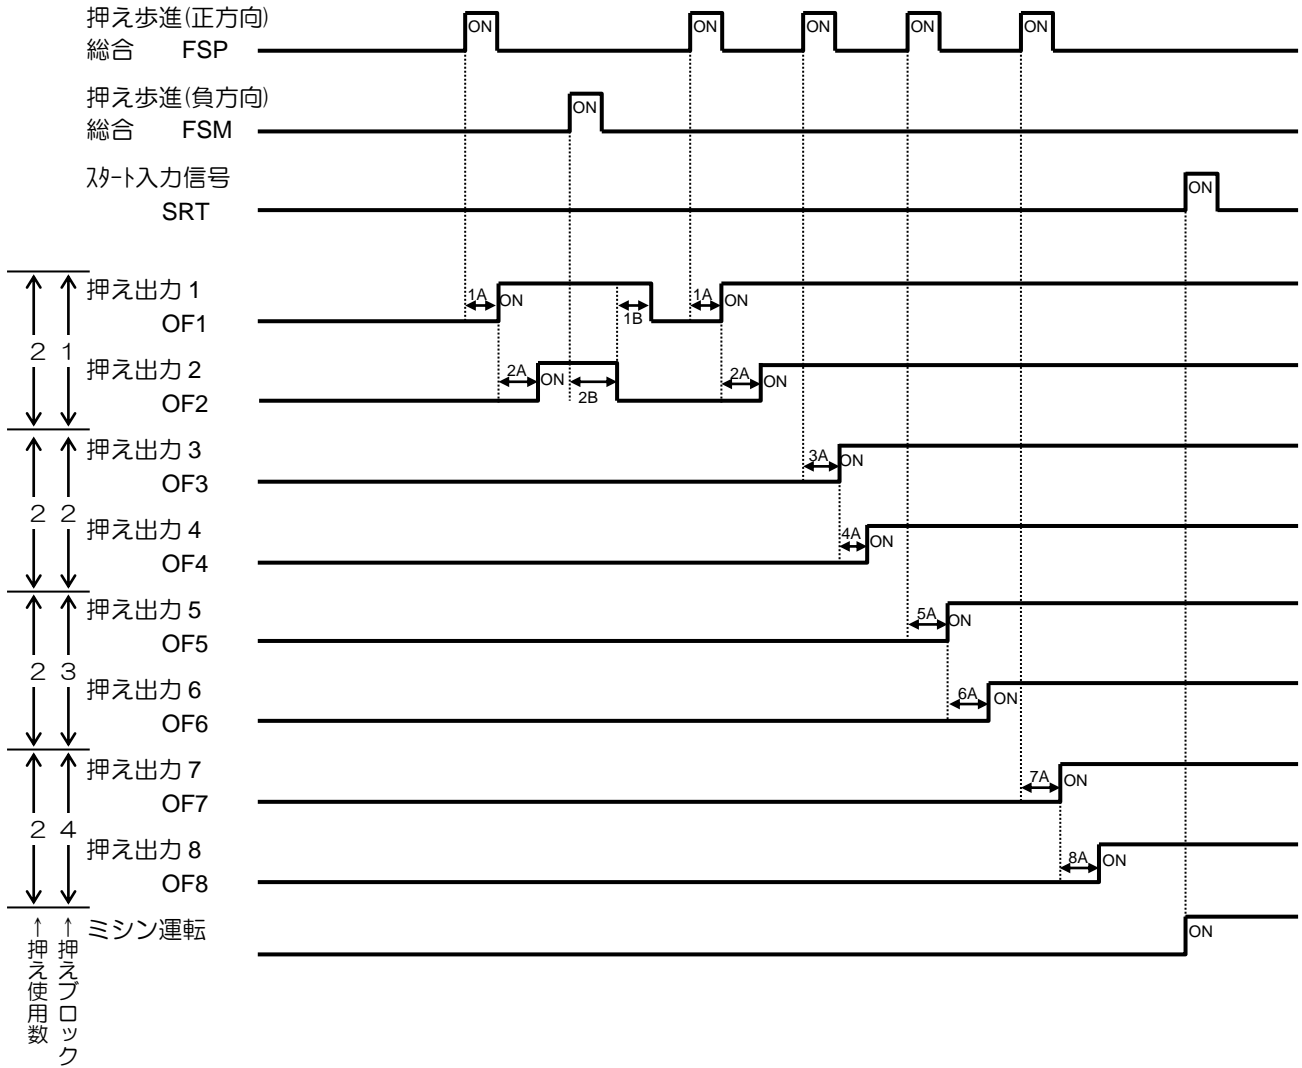 押え歩進(正方向)
総合 FSP
ON
ON
ON
ON
ON
押え歩進(負方向)
総合 FSM
ON
ｽﾀｰﾄ入力信号
SRT
ON
押え出力 1
OF1
1A
ON
1B
1A
ON
2 1
押え出力 2
OF2
2A
ON
2B
2A
ON
押え出力 3
OF3
3A
ON
2 2
押え出力 4
OF4
4A
ON
押え出力 5
OF5
5A
ON
2 3
押え出力 6
OF6
6A
ON
押え出力 7
OF7
7A
ON
2 4
押え出力 8
OF8
8A
ON
ミシン運転
ON
↑押え使用数
↑押えブロック